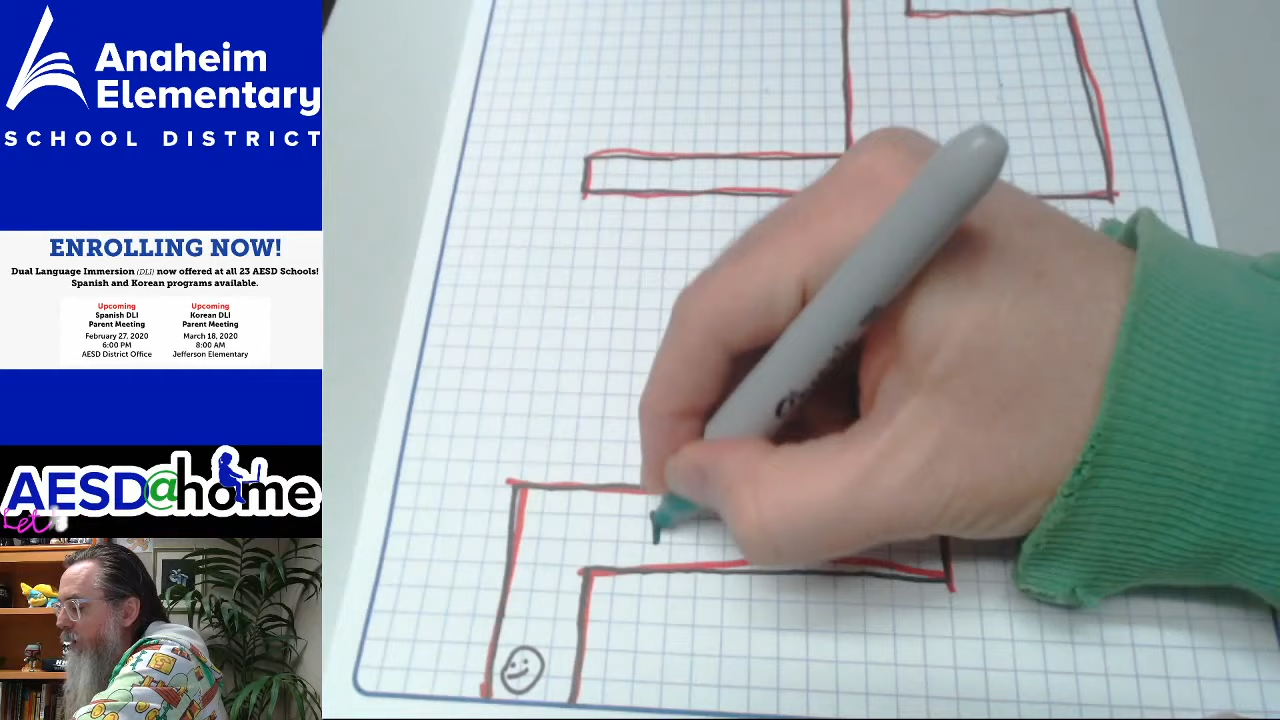 Anaheim
Elementary
SCHOOL DISTRICT
ENROLLING NOW!
Dual Language Immersion (DLI) now offered at all 23 AESD Schools!
Spanish and Korean programs available.
Upcoming
Spanish DLI
Parent Meeting
February 27, 2020
6:00 PM
AESD District Office
Upcoming
Korean DLI
Parent Meeting
March 18, 2020
8:00 AM
Jefferson Elementary
AESD@home